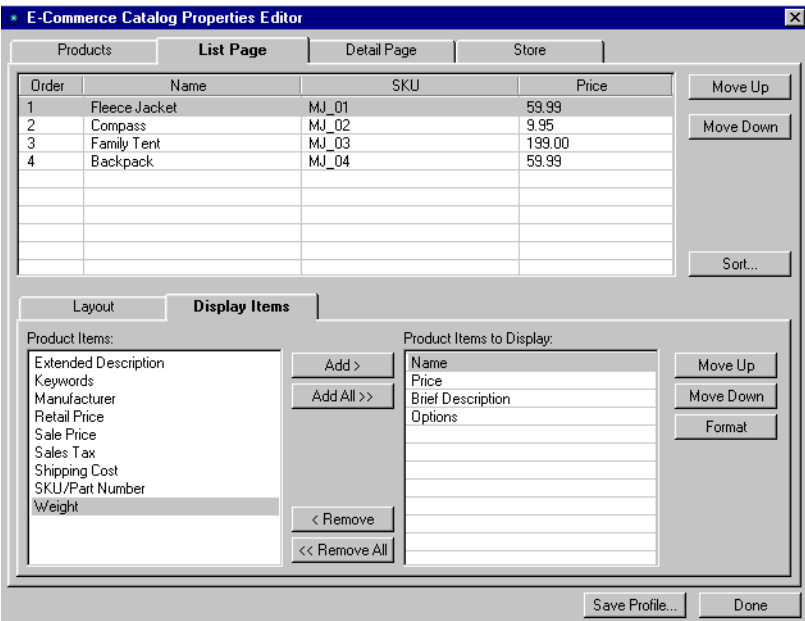 E-Commerce Catalog Properties Editor
Products List Page Detail Page Store
Order Name SKU Price
1 Fleece Jacket MJ_01 59.99
2 Compass MJ_02 9.95
3 Family Tent MJ_03 199.00
4 Backpack MJ_04 59.99
Move Up
Move Down
Sort...
Layout Display Items
Product Items:
Extended Description
Keywords
Manufacturer
Retail Price
Sale Price
Sales Tax
Shipping Cost
SKU/Part Number
Weight
Add >
Add All >>
< Remove
<< Remove All
Product Items to Display:
Name
Price
Brief Description
Options
Move Up
Move Down
Format
Save Profile... Done